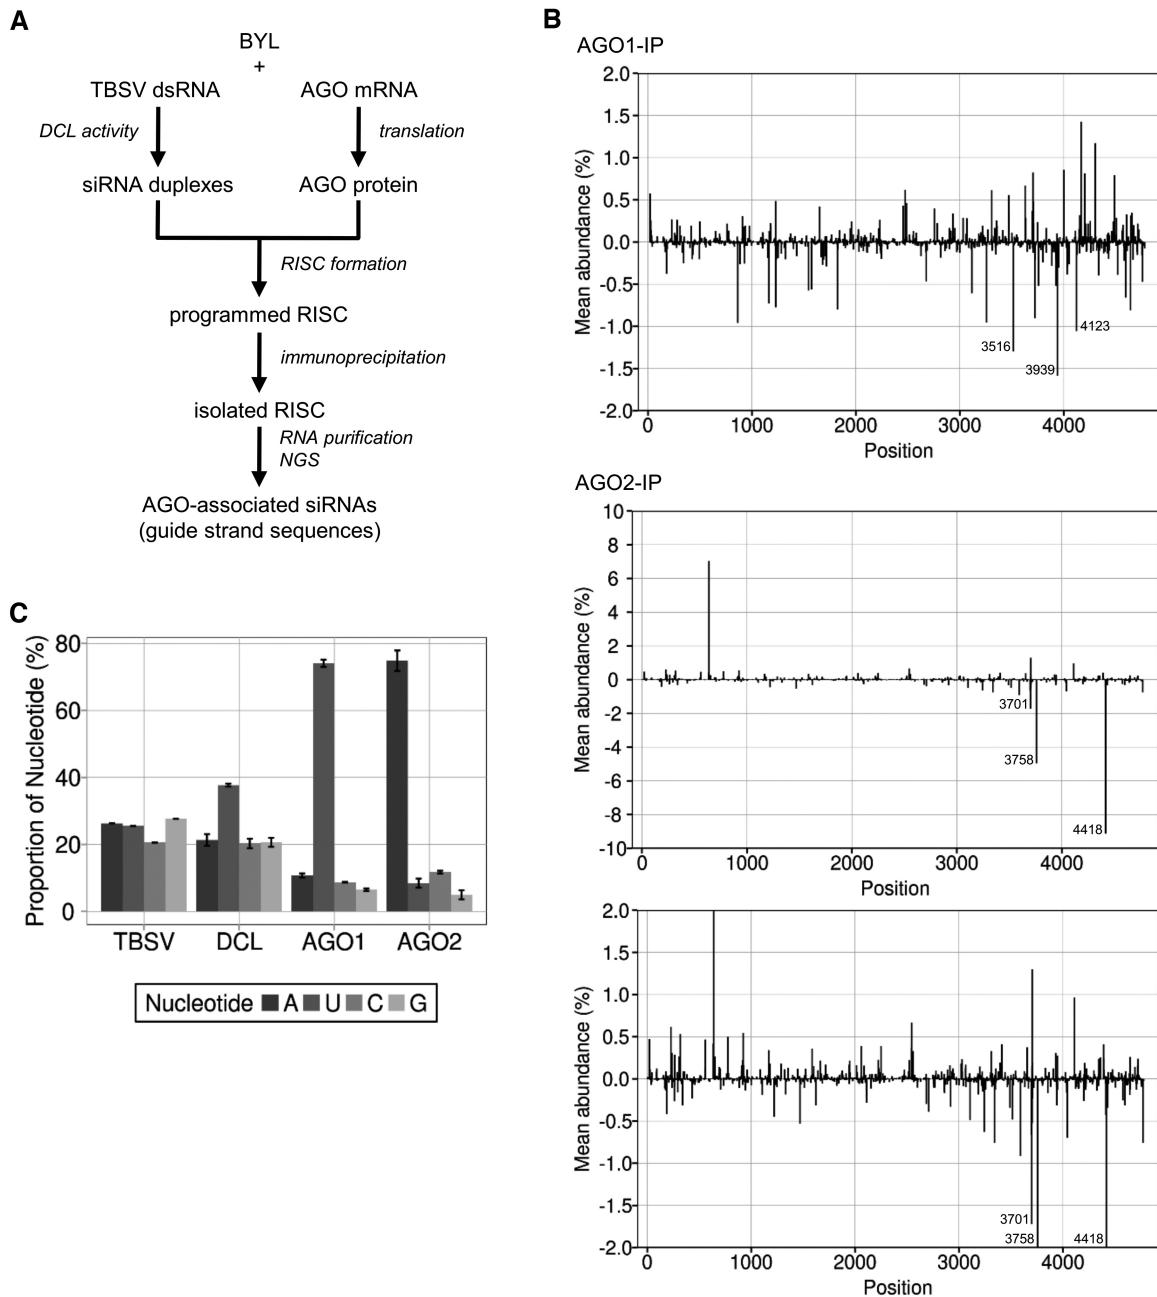 A
BYL
+
TBSV dsRNA
AGO mRNA
DCL activity
translation
siRNA duplexes
AGO protein
RISC formation
programmed RISC
immunoprecipitation
isolated RISC
RNA purification
NGS
AGO-associated siRNAs
(guide strand sequences)
B
AGO1-IP
Mean abundance (%)
2.0
1.5
1.0
0.5
0.0
-0.5
-1.0
-1.5
-2.0
3516
3939
4123
0 1000 2000 3000 4000
Position
AGO2-IP
Mean abundance (%)
10
8
6
4
2
0
-2
-4
-6
-8
-10
3701
3758
4418
0 1000 2000 3000 4000
Position
Mean abundance (%)
2.0
1.5
1.0
0.5
0.0
-0.5
-1.0
-1.5
-2.0
3701
3758
4418
0 1000 2000 3000 4000
Position
C
Proportion of Nucleotide (%)
80
60
40
20
0
TBSV DCL AGO1 AGO2
Nucleotide A U C G